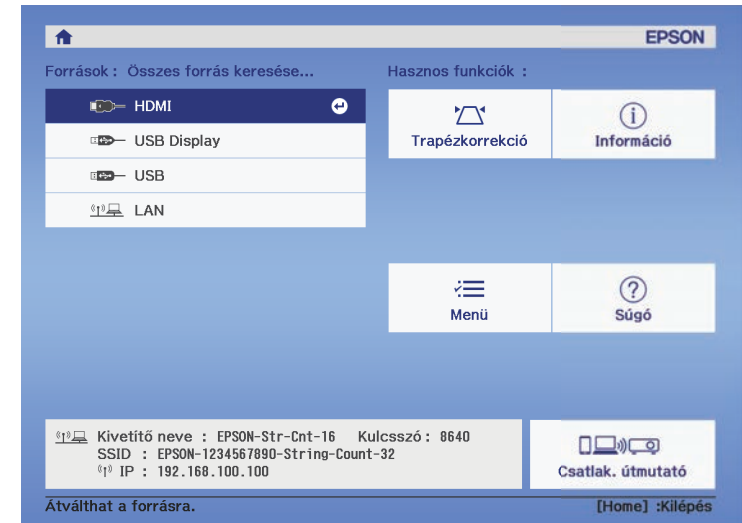 EPSON
Források : Összes forrás keresése...
Hasznos funkciók :
HDMI
USB Display
USB
LAN
Trapézkorrekció
Információ
Menü
Súgó
Kivetítő neve : EPSON-Str-Cnt-16 Kulcsszó : 8640
SSID : EPSON-1234567890-String-Count-32
IP : 192.168.100.100
Csatlak. útmutató
Átválthat a forrásra.
[Home] :Kilépés